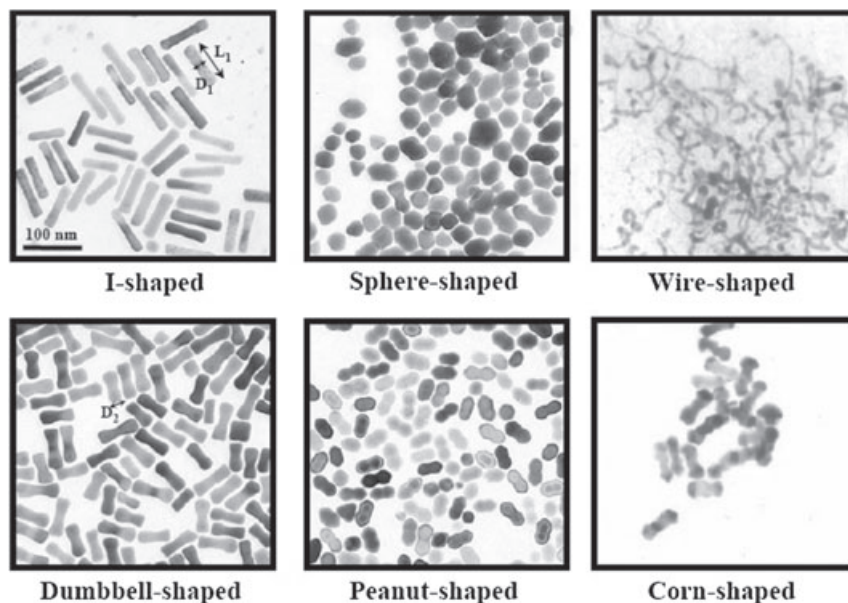 L1
D1
100 nm
I-shaped
Sphere-shaped
Wire-shaped
D2
Dumbbell-shaped
Peanut-shaped
Corn-shaped